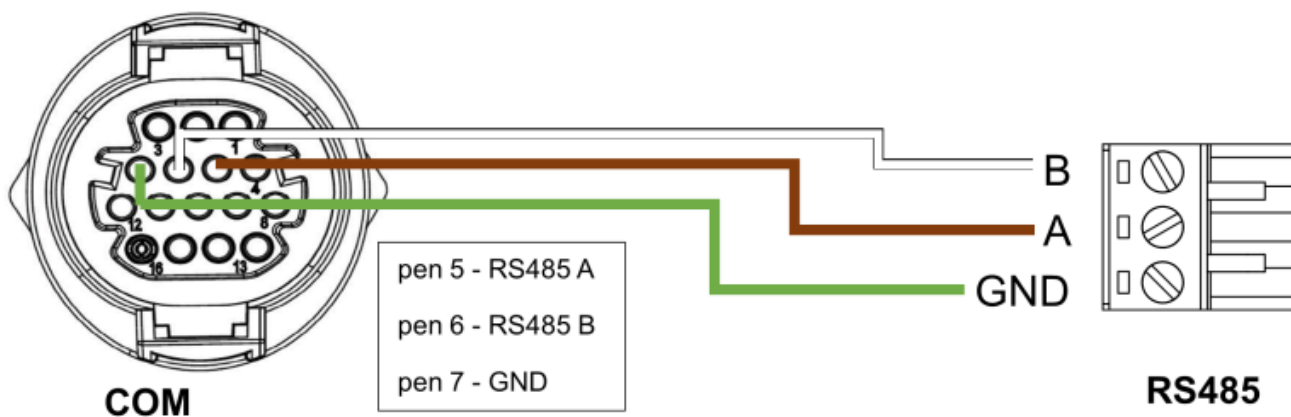 3
1
4
12
8
16
13
COM
pen 5 - RS485 A
pen 6 - RS485 B
pen 7 - GND
B
A
GND
RS485